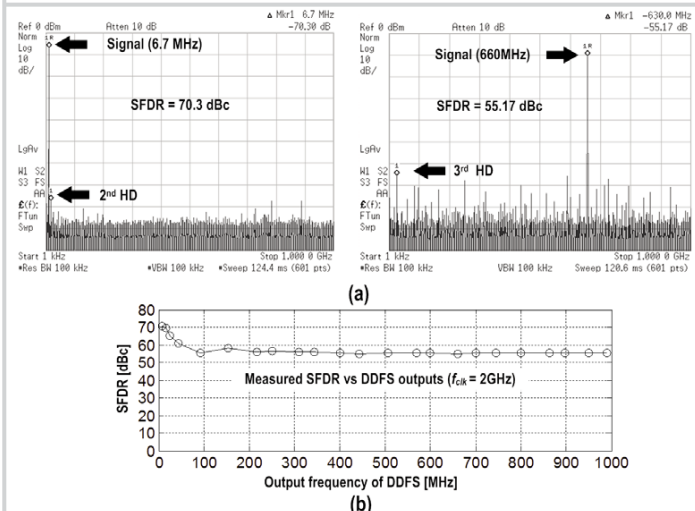 Δ Mkr1 6.7 MHz
Ref 0 dBm Atten 10 dB -70.30 dB
Norm
Log
10
dB/
1R
Signal (6.7 MHz)
SFDR = 70.3 dBc
LgAv
W1 S2
S3 FS
AA
£(f):
FTun
Swp
1
2nd HD
Start 1 kHz Stop 1.000 0 GHz
*Res BW 100 kHz *VBW 100 kHz *Sweep 124.4 ms (601 pts)
Δ Mkr1 -630.0 MHz
Ref 0 dBm Atten 10 dB -55.17 dB
Norm
Log
10
dB/
1R
Signal (660MHz)
SFDR = 55.17 dBc
LgAv
W1 S2
S3 FS
AA
£(f):
FTun
Swp
1
3rd HD
Start 1 kHz Stop 1.000 0 GHz
*Res BW 100 kHz VBW 100 kHz Sweep 120.6 ms (601 pts)
(a)
80
70
60
50
40
30
20
10
0
SFDR [dBc]
Measured SFDR vs DDFS outputs (fclk = 2GHz)
0 100 200 300 400 500 600 700 800 900 1000
Output frequency of DDFS [MHz]
(b)